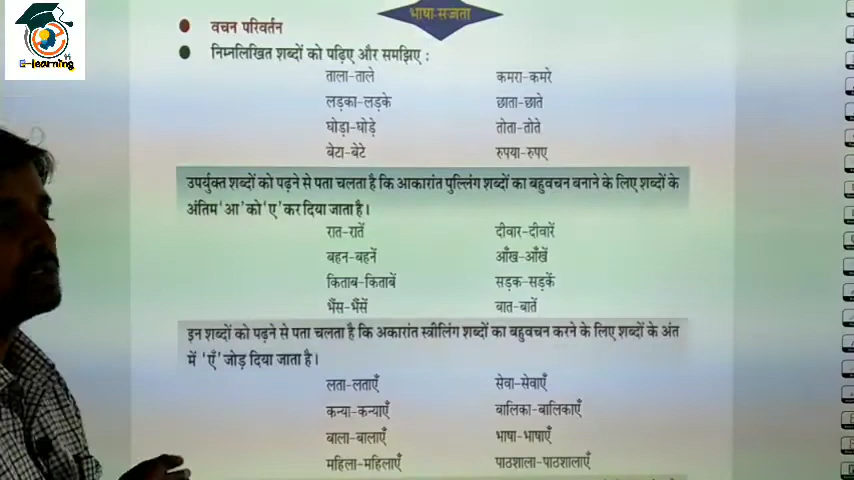 E-learning
भाषा-सज्जता
वचन परिवर्तन
निम्नलिखित शब्दों को पढ़िए और समझिए :
ताला-ताले कमरा-कमरे
लड़का-लड़के छाता-छाते
घोड़ा-घोड़े तोता-तोते
बेटा-बेटे रुपया-रुपए
उपर्युक्त शब्दों को पढ़ने से पता चलता है कि आकारांत पुल्लिंग शब्दों का बहुवचन बनाने के लिए शब्दों के
अंतिम 'आ' को 'ए' कर दिया जाता है।
रात-रातें दीवार-दीवारें
बहन-बहनें आँख-आँखें
किताब-किताबें सड़क-सड़कें
भैंस-भैंसें बात-बातें
इन शब्दों को पढ़ने से पता चलता है कि अकारांत स्त्रीलिंग शब्दों का बहुवचन करने के लिए शब्दों के अंत
में 'एँ' जोड़ दिया जाता है।
लता-लताएँ सेवा-सेवाएँ
कन्या-कन्याएँ बालिका-बालिकाएँ
बाला-बालाएँ भाषा-भाषाएँ
महिला-महिलाएँ पाठशाला-पाठशालाएँ